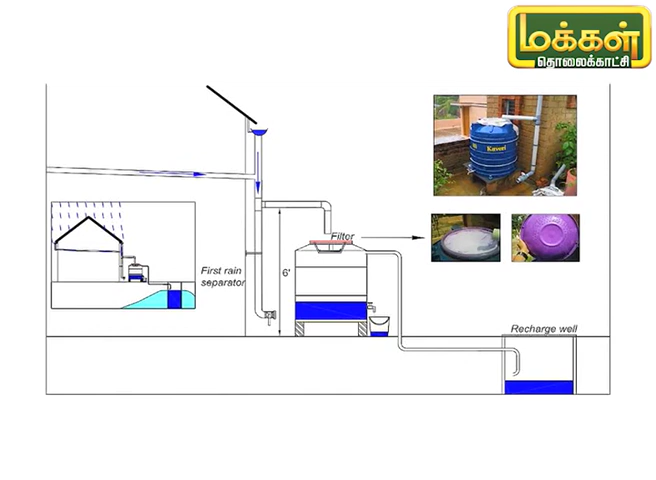 மக்கள்
தொலைக்காட்சி
Kaveri
Filter
First rain
separator
6'
Recharge well